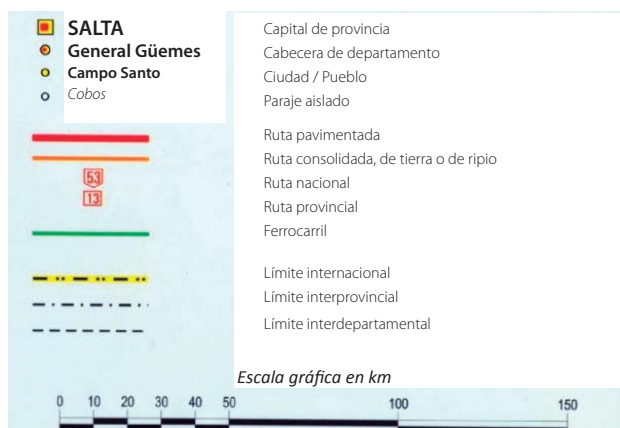 SALTA Capital de provincia
General Güemes Cabecera de departamento
Campo Santo Ciudad / Pueblo
Cobos Paraje aislado
Ruta pavimentada
Ruta consolidada, de tierra o de ripio
53 Ruta nacional
13 Ruta provincial
Ferrocarril
Límite internacional
Límite interprovincial
Límite interdepartamental
Escala gráfica en km
0 10 20 30 40 50 100 150